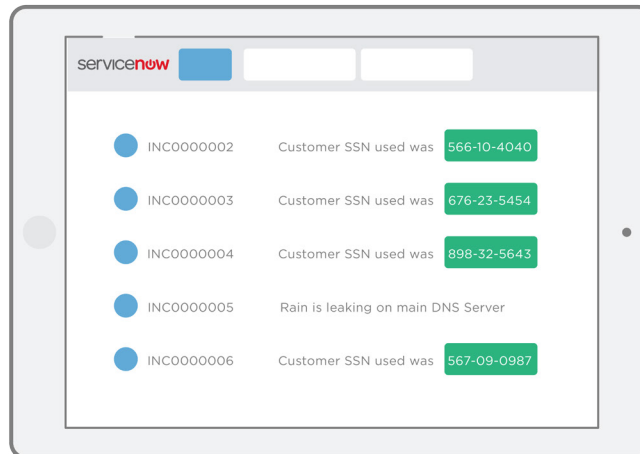 servicenow
INC0000002 Customer SSN used was 566-10-4040
INC0000003 Customer SSN used was 676-23-5454
INC0000004 Customer SSN used was 898-32-5643
INC0000005 Rain is leaking on main DNS Server
INC0000006 Customer SSN used was 567-09-0987